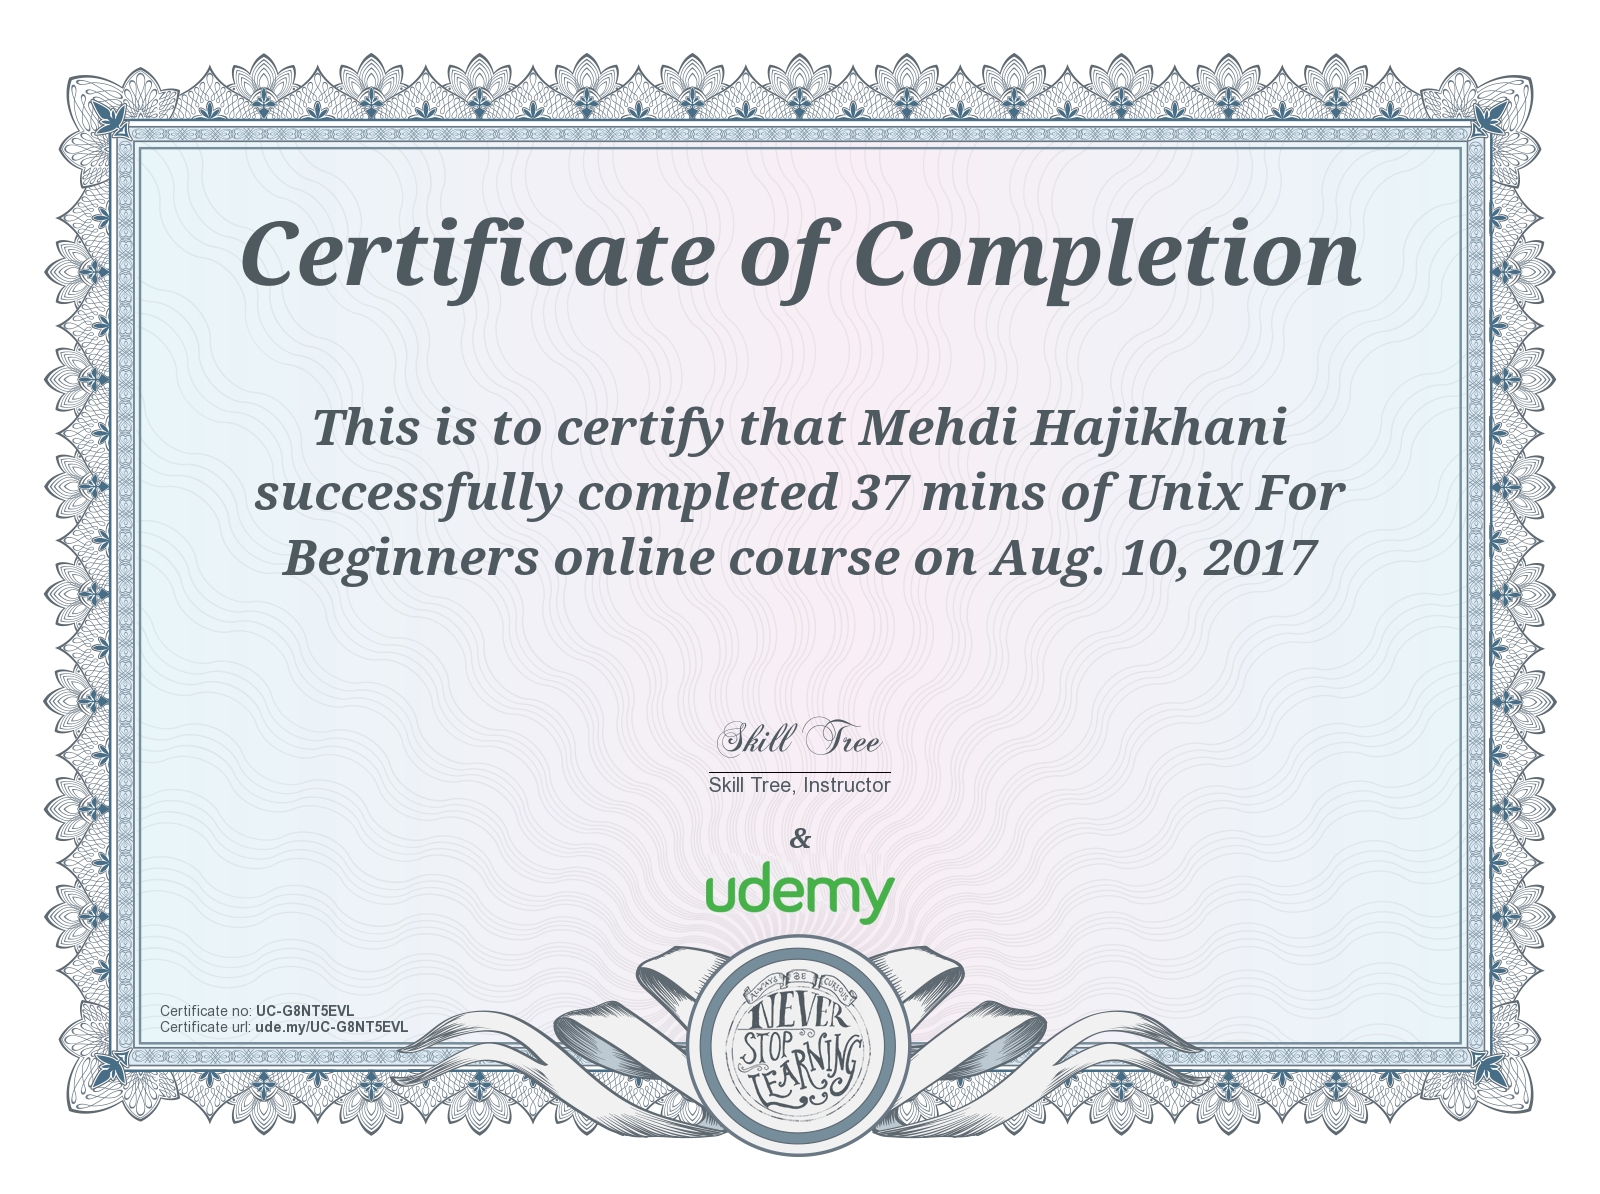 Certificate of Completion
This is to certify that Mehdi Hajikhani
successfully completed 37 mins of Unix For
Beginners online course on Aug. 10, 2017
Skill Tree
Skill Tree, Instructor
&
udemy
Certificate no: UC-G8NT5EVL
Certificate url: ude.my/UC-G8NT5EVL
ALWAYS BE CURIOUS
NEVER
STOP
LEARNING